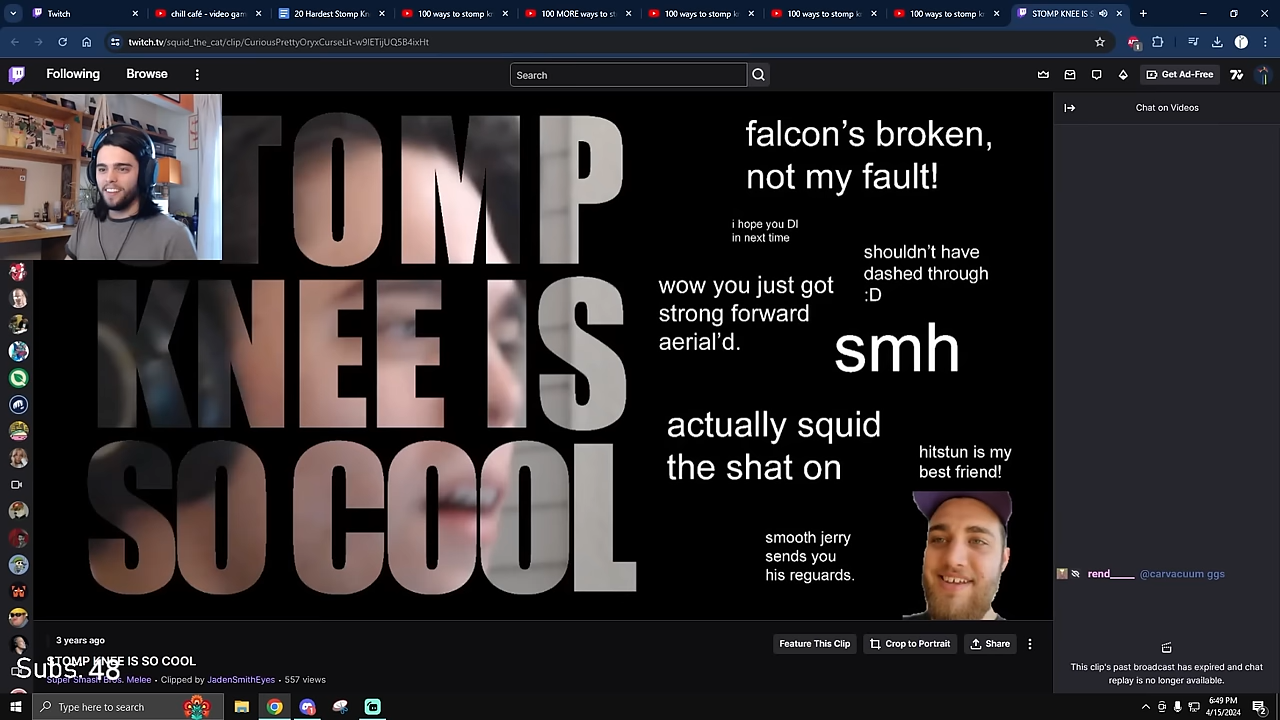 Twitch
chill café - video gam
20 Hardest Stomp Kne
100 ways to stomp k
100 MORE ways to s
100 ways to stomp kn
100 ways to stomp kn
100 ways to stomp kn
STOMP KNEE IS S
twitch.tv/squid_the_cat/clip/CuriousPrettyOryxCurseLit-w9IETijUQ5B4ixHt
Following
Browse
Search
Get Ad-Free
Chat on Videos
TOMP
KNEE IS
SO COOL
falcon's broken,
not my fault!
i hope you DI
in next time
shouldn't have
dashed through
:D
wow you just got
strong forward
aerial'd.
smh
actually squid
the shat on
hitstun is my
best friend!
smooth jerry
sends you
his reguards.
rend____ @carvacuum ggs
This clip's past broadcast has expired and chat
replay is no longer available.
3 years ago
Feature This Clip
Crop to Portrait
Share
STOMP KNEE IS SO COOL
Subs: 48
Super Smash Bros. Melee • Clipped by JadenSmithEyes • 557 views
Type here to search
6:49 PM
4/15/2024